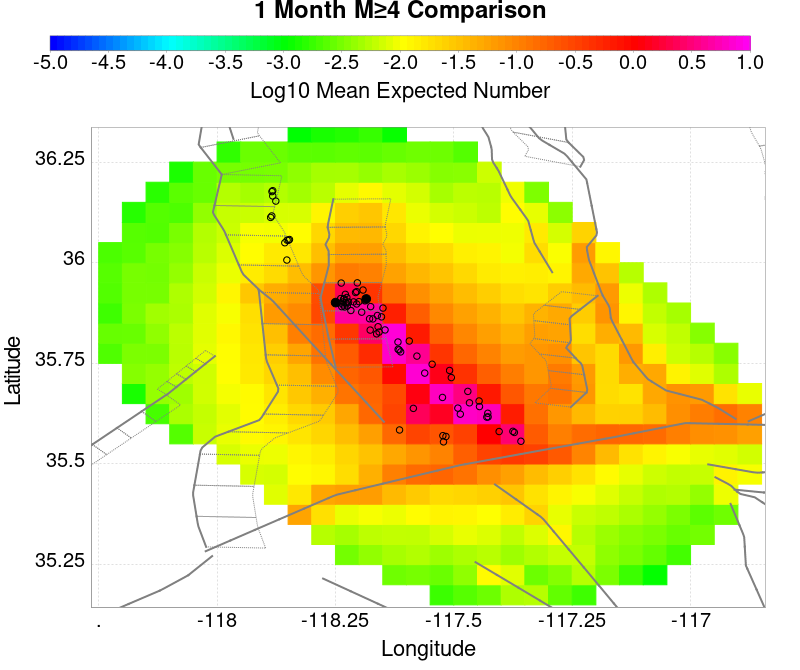 1 Month M≥4 Comparison
-5.0 -4.5 -4.0 -3.5 -3.0 -2.5 -2.0 -1.5 -1.0 -0.5 0.0 0.5 1.0
Log10 Mean Expected Number
36.25
36
35.75
35.5
35.25
Latitude
. -118 -118.25 -117.5 -117.25 -117
Longitude